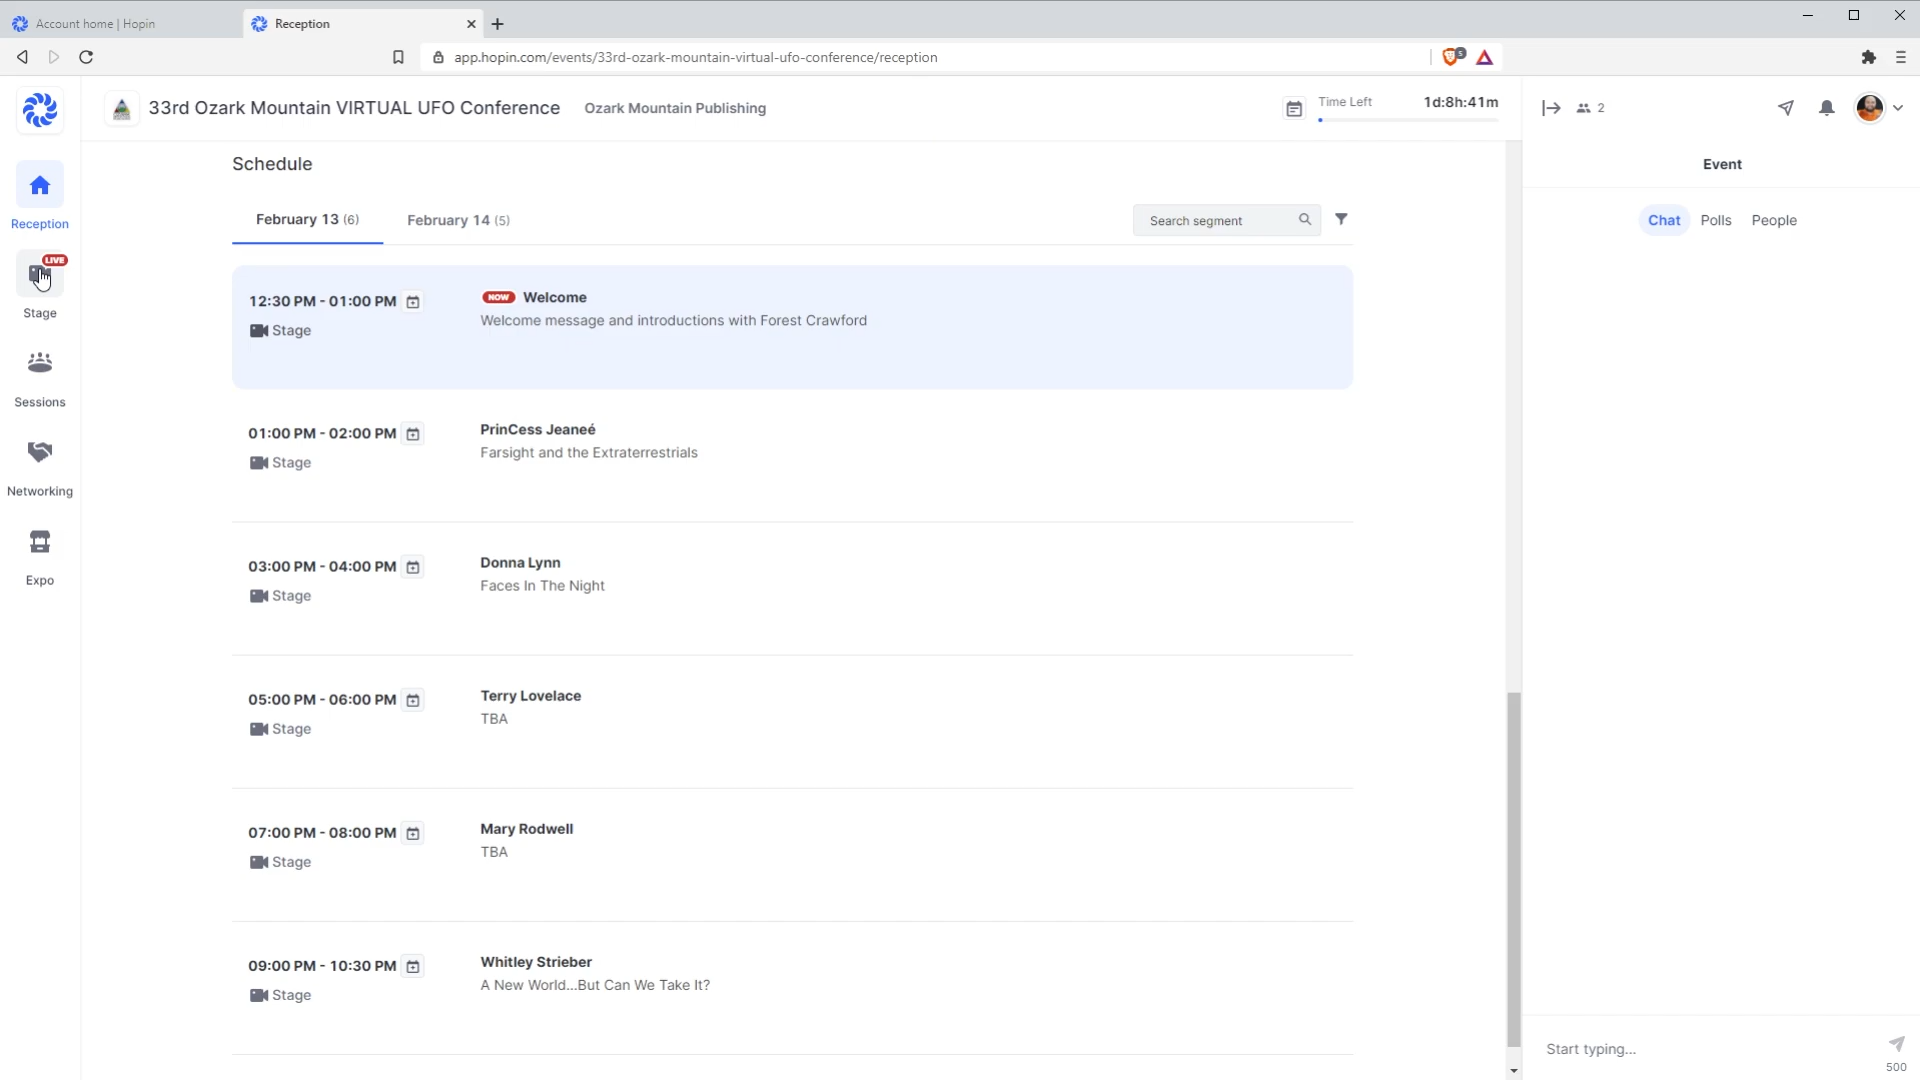 Account home | Hopin
Reception
app.hopin.com/events/33rd-ozark-mountain-virtual-ufo-conference/reception
5
33rd Ozark Mountain VIRTUAL UFO Conference
Ozark Mountain Publishing
Time Left
1d:8h:41m
2
Reception
LIVE
Stage
Sessions
Networking
Expo
Schedule
February 13 (6)
February 14 (5)
Search segment
12:30 PM - 01:00 PM
Stage
NOW Welcome
Welcome message and introductions with Forest Crawford
01:00 PM - 02:00 PM
Stage
PrinCess Jeaneé
Farsight and the Extraterrestrials
03:00 PM - 04:00 PM
Stage
Donna Lynn
Faces In The Night
05:00 PM - 06:00 PM
Stage
Terry Lovelace
TBA
07:00 PM - 08:00 PM
Stage
Mary Rodwell
TBA
09:00 PM - 10:30 PM
Stage
Whitley Strieber
A New World...But Can We Take It?
Event
Chat
Polls
People
Start typing...
500